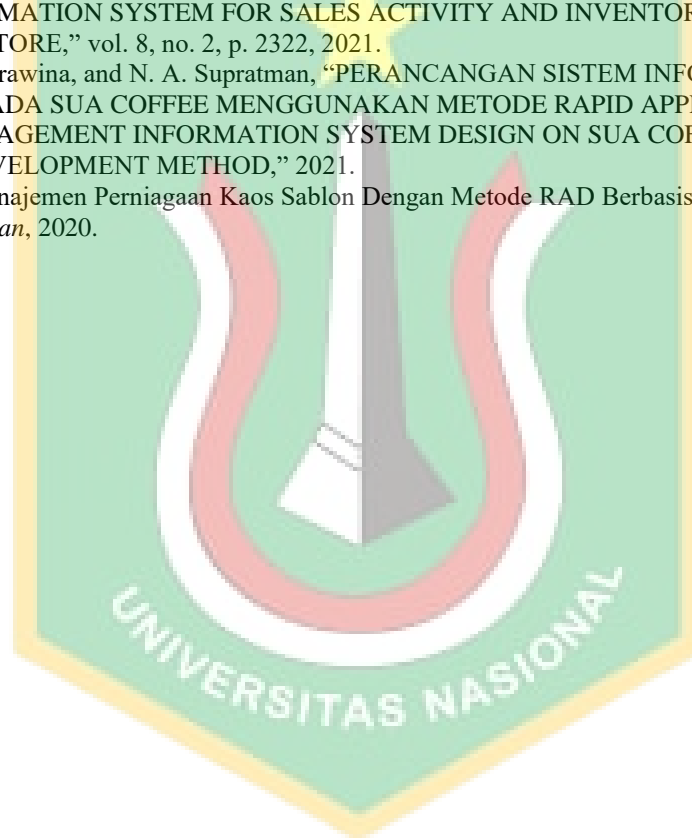 MATION SYSTEM FOR SALES ACTIVITY AND INVENTOR
TORE,” vol. 8, no. 2, p. 2322, 2021.
rawina, and N. A. Supratman, “PERANCANGAN SISTEM INFO
ADA SUA COFFEE MENGGUNAKAN METODE RAPID APPL
AGEMENT INFORMATION SYSTEM DESIGN ON SUA COF
VELOPMENT METHOD,” 2021.
najemen Perniagaan Kaos Sablon Dengan Metode RAD Berbasis
an, 2020.
UNIVERSITAS NASIONAL